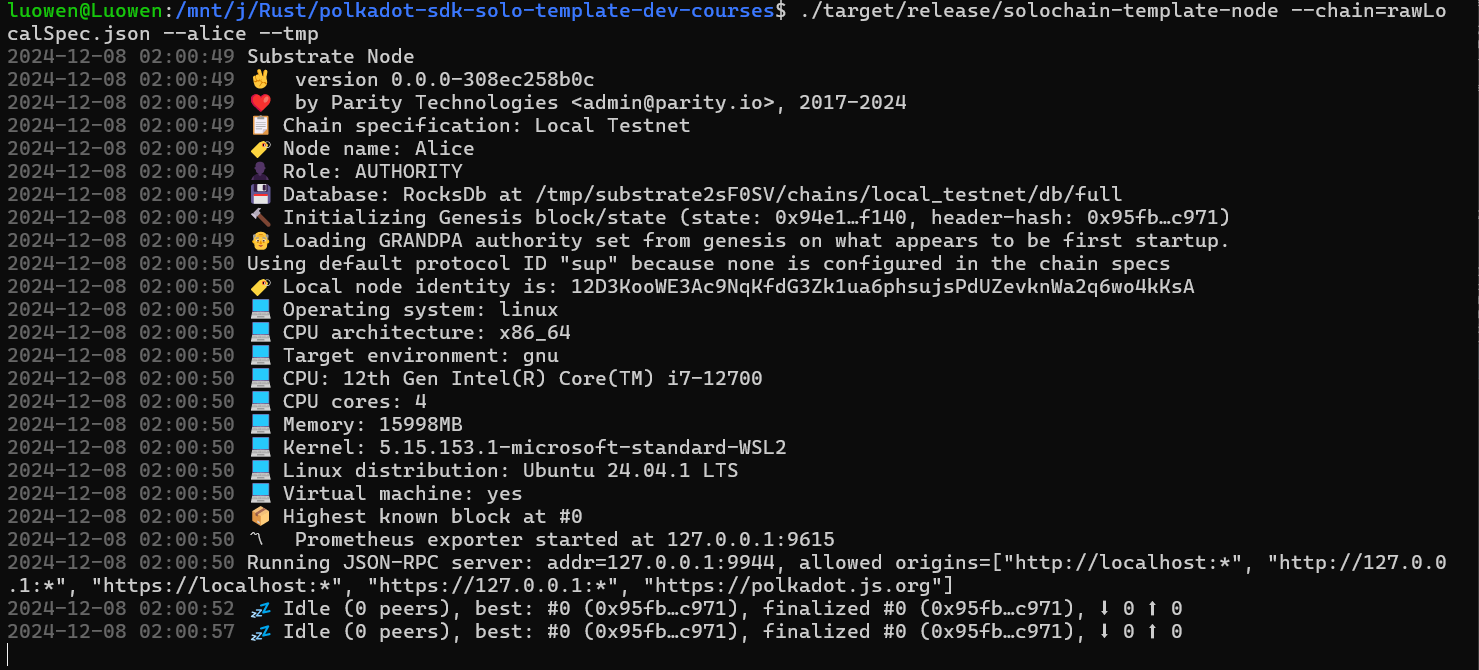 luowen@Luowen:/mnt/j/Rust/polkadot-sdk-solo-template-dev-courses$ ./target/release/solochain-template-node --chain=rawLo
calSpec.json --alice --tmp
2024-12-08 02:00:49 Substrate Node
2024-12-08 02:00:49 ✌️  version 0.0.0-308ec258b0c
2024-12-08 02:00:49 ❤️  by Parity Technologies <admin@parity.io>, 2017-2024
2024-12-08 02:00:49 📋 Chain specification: Local Testnet
2024-12-08 02:00:49 🏷 Node name: Alice
2024-12-08 02:00:49 👤 Role: AUTHORITY
2024-12-08 02:00:49 💾 Database: RocksDb at /tmp/substrate2sF0SV/chains/local_testnet/db/full
2024-12-08 02:00:49 🔨 Initializing Genesis block/state (state: 0x94e1…f140, header-hash: 0x95fb…c971)
2024-12-08 02:00:49 👴 Loading GRANDPA authority set from genesis on what appears to be first startup.
2024-12-08 02:00:50 Using default protocol ID "sup" because none is configured in the chain specs
2024-12-08 02:00:50 🏷 Local node identity is: 12D3KooWE3Ac9NqKfdG3Zk1ua6phsujsPdUZevknWa2q6wo4kKsA
2024-12-08 02:00:50 💻 Operating system: linux
2024-12-08 02:00:50 💻 CPU architecture: x86_64
2024-12-08 02:00:50 💻 Target environment: gnu
2024-12-08 02:00:50 💻 CPU: 12th Gen Intel(R) Core(TM) i7-12700
2024-12-08 02:00:50 💻 CPU cores: 4
2024-12-08 02:00:50 💻 Memory: 15998MB
2024-12-08 02:00:50 💻 Kernel: 5.15.153.1-microsoft-standard-WSL2
2024-12-08 02:00:50 💻 Linux distribution: Ubuntu 24.04.1 LTS
2024-12-08 02:00:50 💻 Virtual machine: yes
2024-12-08 02:00:50 📦 Highest known block at #0
2024-12-08 02:00:50 〽️  Prometheus exporter started at 127.0.0.1:9615
2024-12-08 02:00:50 Running JSON-RPC server: addr=127.0.0.1:9944, allowed origins=["http://localhost:*", "http://127.0.0
.1:*", "https://localhost:*", "https://127.0.0.1:*", "https://polkadot.js.org"]
2024-12-08 02:00:52 💤 Idle (0 peers), best: #0 (0x95fb…c971), finalized #0 (0x95fb…c971), ⬇ 0 ⬆ 0
2024-12-08 02:00:57 💤 Idle (0 peers), best: #0 (0x95fb…c971), finalized #0 (0x95fb…c971), ⬇ 0 ⬆ 0